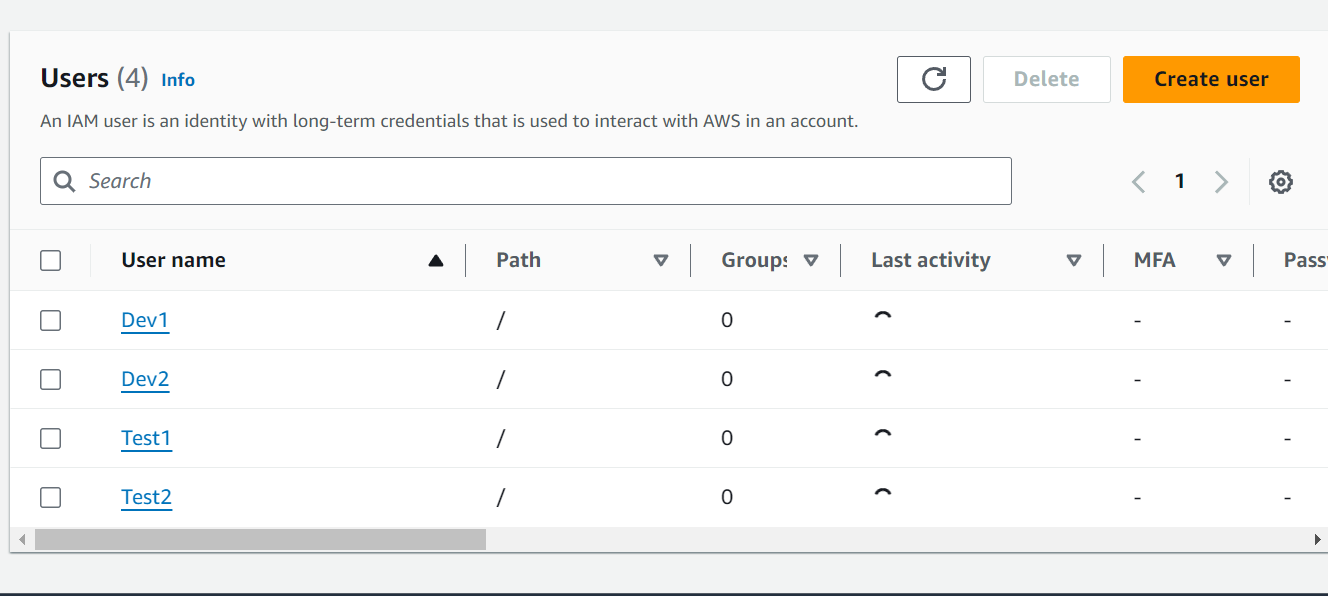 Users (4) Info
Delete
Create user
An IAM user is an identity with long-term credentials that is used to interact with AWS in an account.
Search
1
User name Path Groups Last activity MFA Pass
Dev1 / 0 - -
Dev2 / 0 - -
Test1 / 0 - -
Test2 / 0 - -